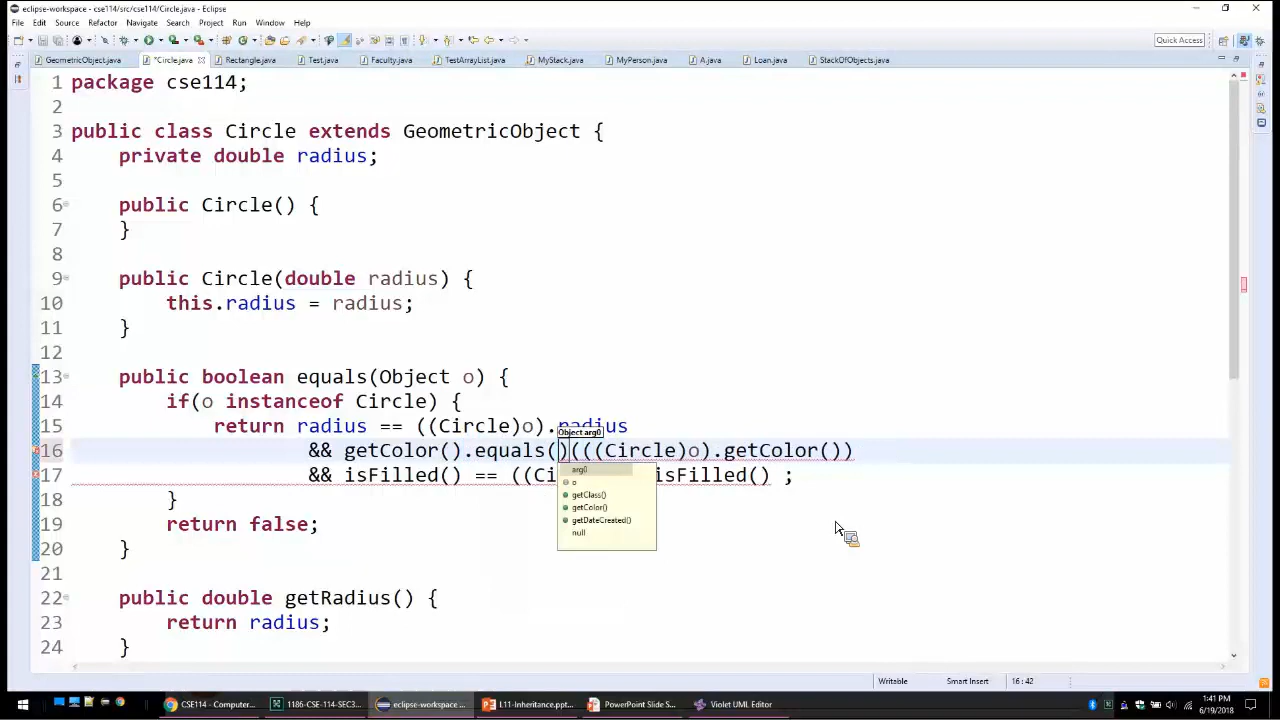 eclipse-workspace - cse114/src/cse114/Circle.java - Eclipse
File Edit Source Refactor Navigate Search Project Run Window Help
Quick Access
GeometricObject.java *Circle.java Rectangle.java Test.java Faculty.java TestArrayList.java MyStack.java MyPerson.java A.java Loan.java StackOfObjects.java
1 package cse114;
2
3 public class Circle extends GeometricObject {
4 private double radius;
5
6 public Circle() {
7 }
8
9 public Circle(double radius) {
10 this.radius = radius;
11 }
12
13 public boolean equals(Object o) {
14 if(o instanceof Circle) {
15 return radius == ((Circle)o).radius
Object arg0
16 && getColor().equals()(((Circle)o).getColor())
arg0
17 && isFilled() == ((Ci isFilled() ;
o
18 }
getClass()
getColor()
19 return false;
getDateCreated()
null
20 }
21
22 public double getRadius() {
23 return radius;
24 }
Writable Smart Insert 16 : 42
CSE114 - Computer... 1186-CSE-114-SEC3... eclipse-workspace ... L11-Inheritance.ppt... PowerPoint Slide S... Violet UML Editor
1:41 PM
6/19/2018